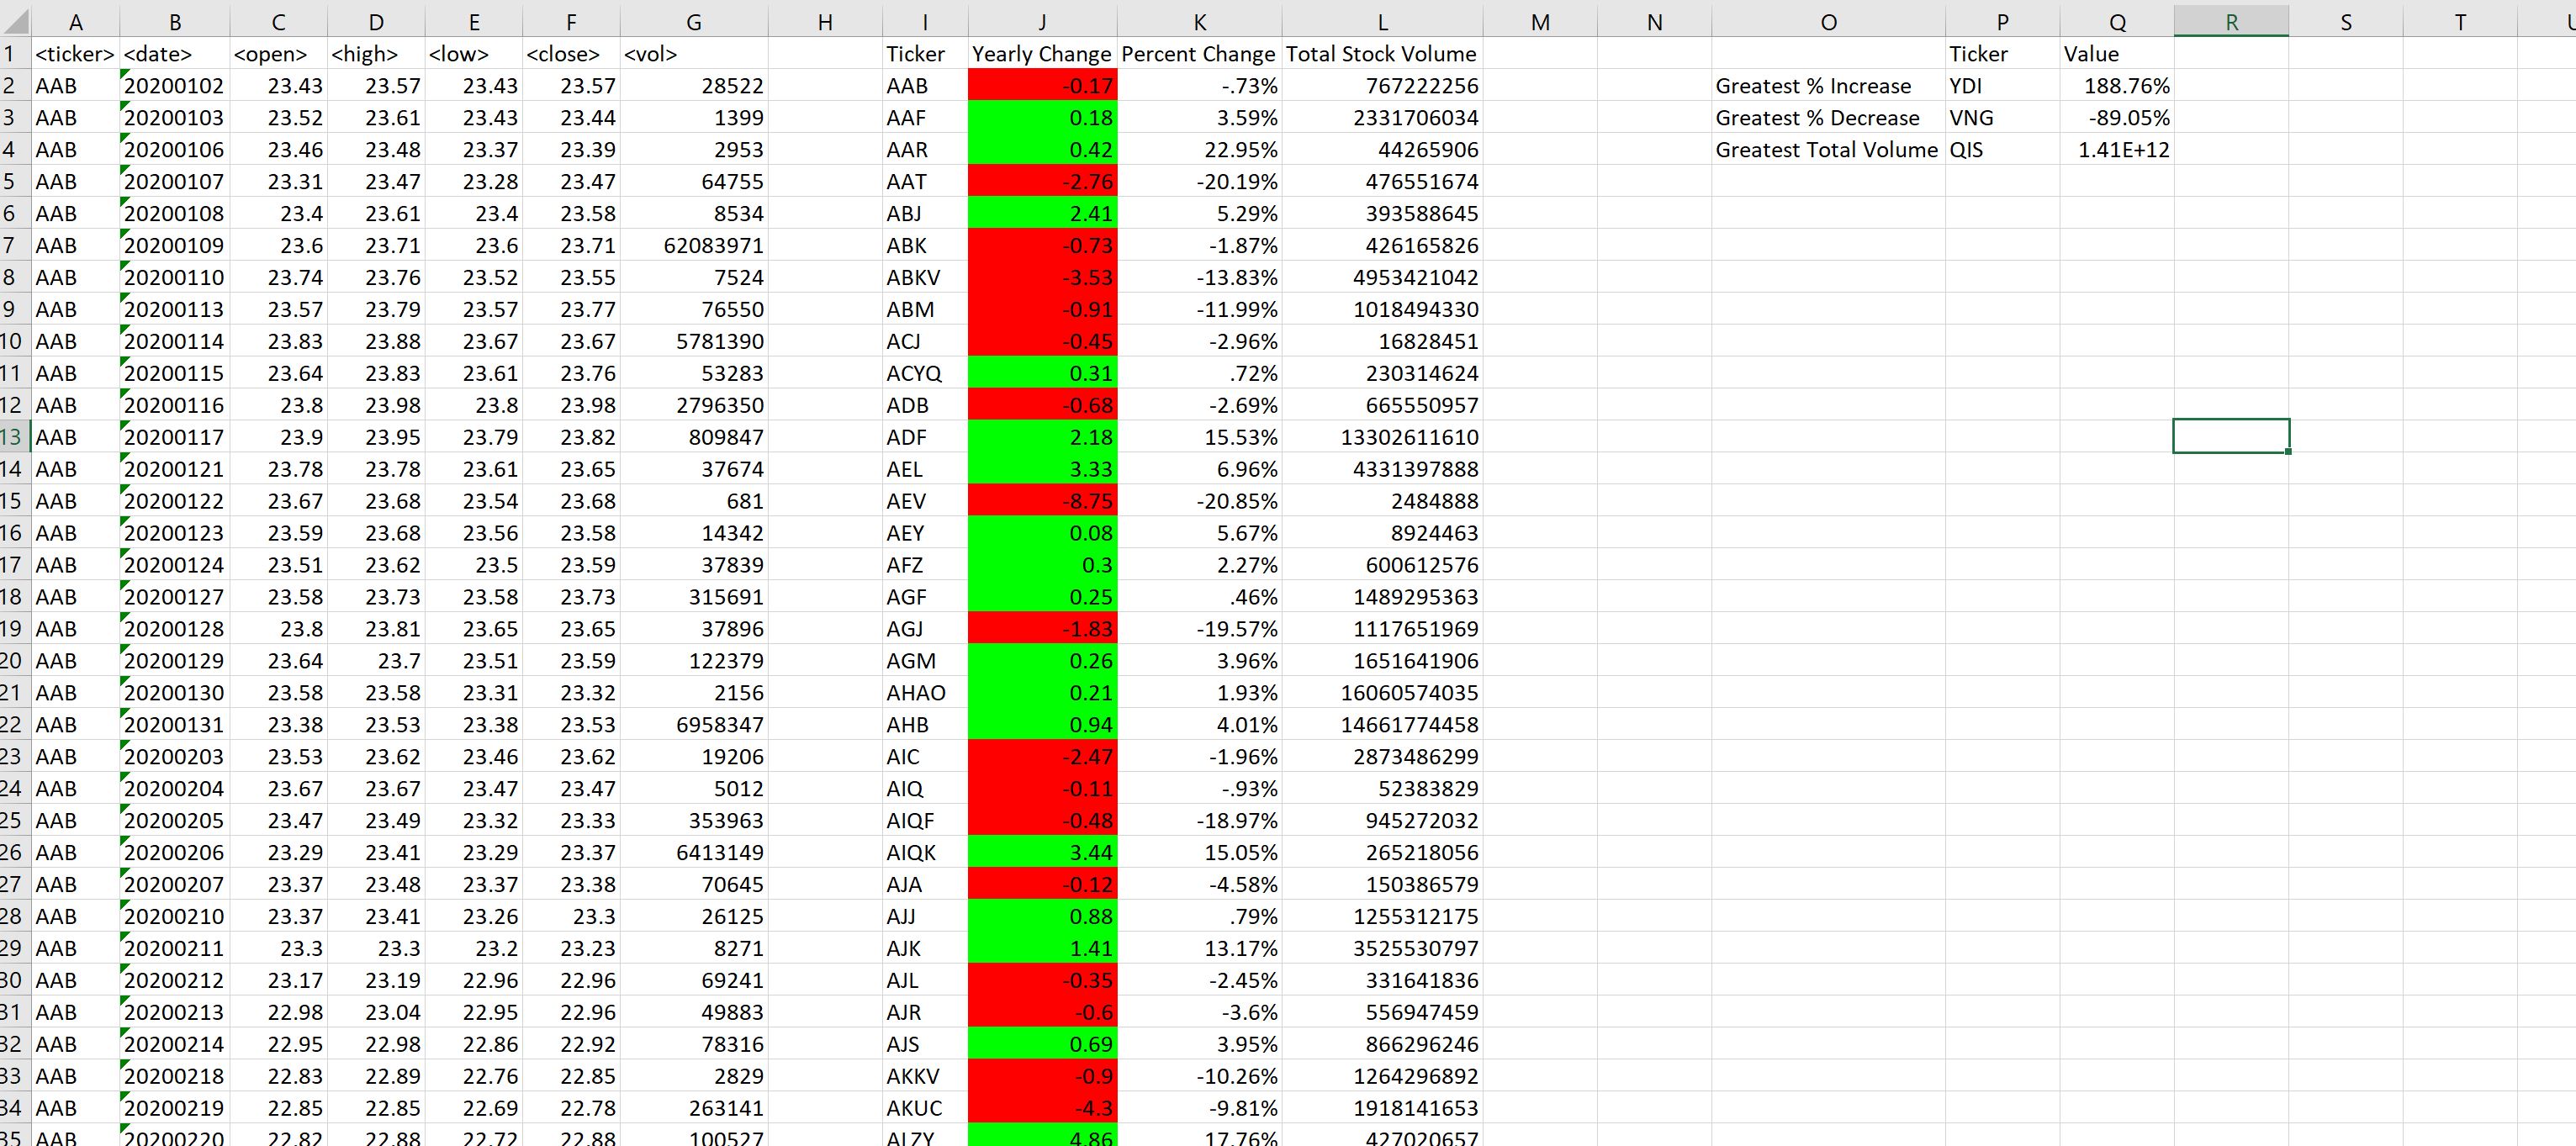 A B C D E F G H I J K L M N O P Q R S T
1 <ticker> <date> <open> <high> <low> <close> <vol> Ticker Yearly Change Percent Change Total Stock Volume Ticker Value
2 AAB 20200102 23.43 23.57 23.43 23.57 28522 AAB -0.17 -.73% 767222256 Greatest % Increase YDI 188.76%
3 AAB 20200103 23.52 23.61 23.43 23.44 1399 AAF 0.18 3.59% 2331706034 Greatest % Decrease VNG -89.05%
4 AAB 20200106 23.46 23.48 23.37 23.39 2953 AAR 0.42 22.95% 44265906 Greatest Total Volume QIS 1.41E+12
5 AAB 20200107 23.31 23.47 23.28 23.47 64755 AAT -2.76 -20.19% 476551674
6 AAB 20200108 23.4 23.61 23.4 23.58 8534 ABJ 2.41 5.29% 393588645
7 AAB 20200109 23.6 23.71 23.6 23.71 62083971 ABK -0.73 -1.87% 426165826
8 AAB 20200110 23.74 23.76 23.52 23.55 7524 ABKV -3.53 -13.83% 4953421042
9 AAB 20200113 23.57 23.79 23.57 23.77 76550 ABM -0.91 -11.99% 1018494330
10 AAB 20200114 23.83 23.88 23.67 23.67 5781390 ACJ -0.45 -2.96% 16828451
11 AAB 20200115 23.64 23.83 23.61 23.76 53283 ACYQ 0.31 .72% 230314624
12 AAB 20200116 23.8 23.98 23.8 23.98 2796350 ADB -0.68 -2.69% 665550957
13 AAB 20200117 23.9 23.95 23.79 23.82 809847 ADF 2.18 15.53% 13302611610
14 AAB 20200121 23.78 23.78 23.61 23.65 37674 AEL 3.33 6.96% 4331397888
15 AAB 20200122 23.67 23.68 23.54 23.68 681 AEV -8.75 -20.85% 2484888
16 AAB 20200123 23.59 23.68 23.56 23.58 14342 AEY 0.08 5.67% 8924463
17 AAB 20200124 23.51 23.62 23.5 23.59 37839 AFZ 0.3 2.27% 600612576
18 AAB 20200127 23.58 23.73 23.58 23.73 315691 AGF 0.25 .46% 1489295363
19 AAB 20200128 23.8 23.81 23.65 23.65 37896 AGJ -1.83 -19.57% 1117651969
20 AAB 20200129 23.64 23.7 23.51 23.59 122379 AGM 0.26 3.96% 1651641906
21 AAB 20200130 23.58 23.58 23.31 23.32 2156 AHAO 0.21 1.93% 16060574035
22 AAB 20200131 23.38 23.53 23.38 23.53 6958347 AHB 0.94 4.01% 14661774458
23 AAB 20200203 23.53 23.62 23.46 23.62 19206 AIC -2.47 -1.96% 2873486299
24 AAB 20200204 23.67 23.67 23.47 23.47 5012 AIQ -0.11 -.93% 52383829
25 AAB 20200205 23.47 23.49 23.32 23.33 353963 AIQF -0.48 -18.97% 945272032
26 AAB 20200206 23.29 23.41 23.29 23.37 6413149 AIQK 3.44 15.05% 265218056
27 AAB 20200207 23.37 23.48 23.37 23.38 70645 AJA -0.12 -4.58% 150386579
28 AAB 20200210 23.37 23.41 23.26 23.3 26125 AJJ 0.88 .79% 1255312175
29 AAB 20200211 23.3 23.3 23.2 23.23 8271 AJK 1.41 13.17% 3525530797
30 AAB 20200212 23.17 23.19 22.96 22.96 69241 AJL -0.35 -2.45% 331641836
31 AAB 20200213 22.98 23.04 22.95 22.96 49883 AJR -0.6 -3.6% 556947459
32 AAB 20200214 22.95 22.98 22.86 22.92 78316 AJS 0.69 3.95% 866296246
33 AAB 20200218 22.83 22.89 22.76 22.85 2829 AKKV -0.9 -10.26% 1264296892
34 AAB 20200219 22.85 22.85 22.69 22.78 263141 AKUC -4.3 -9.81% 1918141653
35 AAB 20200220 22.82 22.88 22.72 22.88 100527 ALZY 4.86 17.76% 427020657